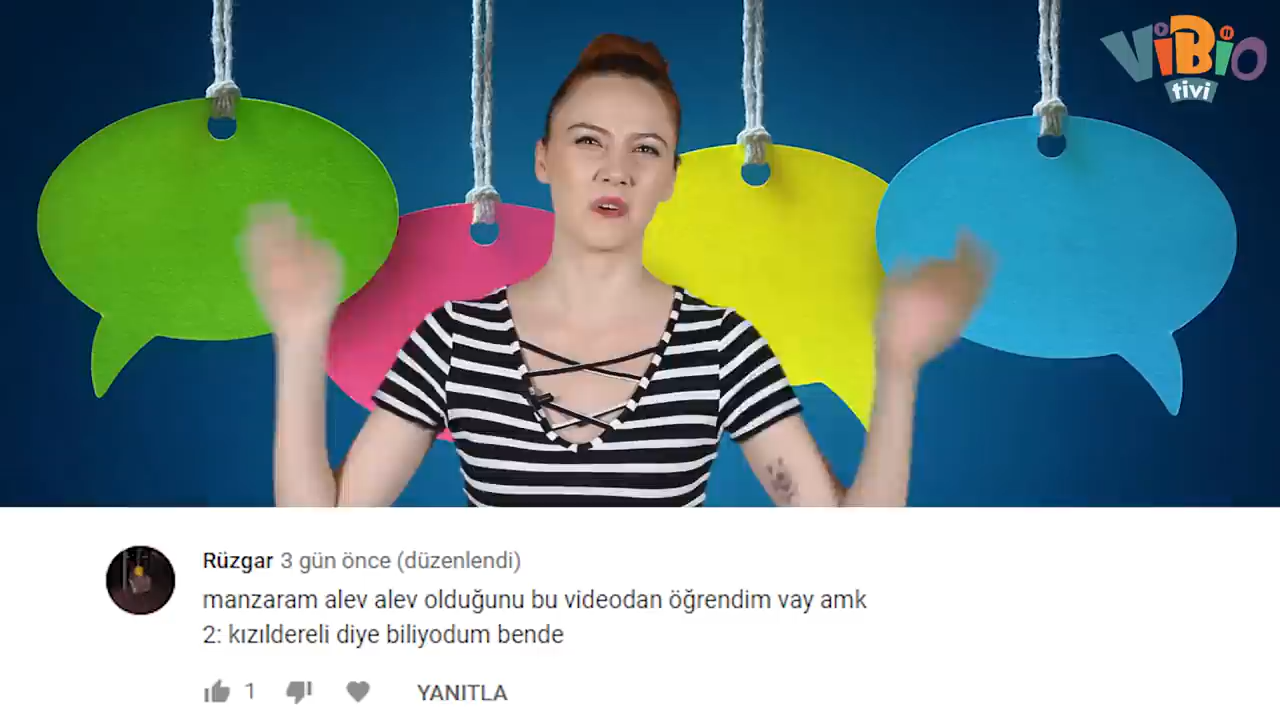 ViBiO
tivi
Rüzgar 3 gün önce (düzenlendi)
manzaram alev alev olduğunu bu videodan öğrendim vay amk
2: kızıldereli diye biliyodum bende
1 YANITLA